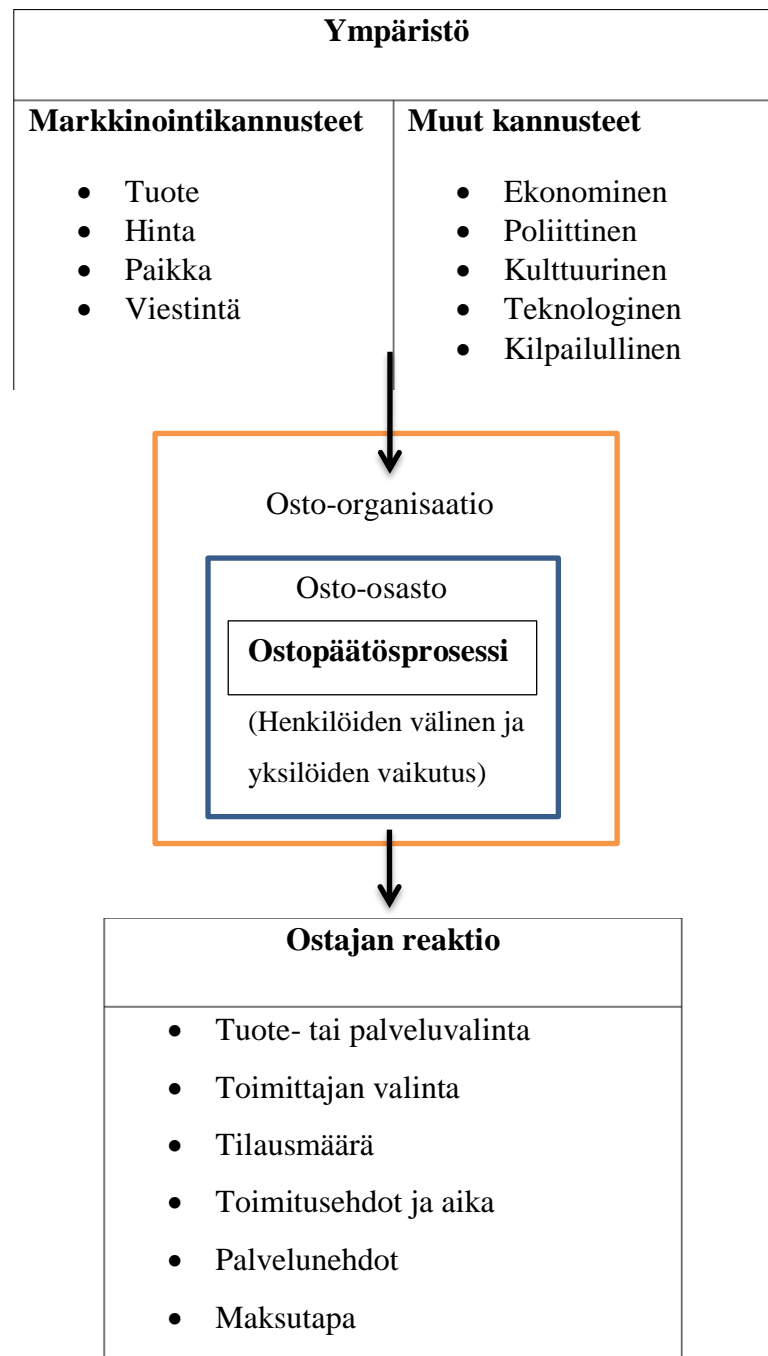 Ympäristö
Markkinointikannusteet
• Tuote
• Hinta
• Paikka
• Viestintä
Muut kannusteet
• Ekonominen
• Poliittinen
• Kulttuurinen
• Teknologinen
• Kilpailullinen
Osto-organisaatio
Osto-osasto
Ostopäätösprosessi
(Henkilöiden välinen ja
yksilöiden vaikutus)
Ostajan reaktio
• Tuote- tai palveluvalinta
• Toimittajan valinta
• Tilausmäärä
• Toimitusehdot ja aika
• Palvelunehdot
• Maksutapa